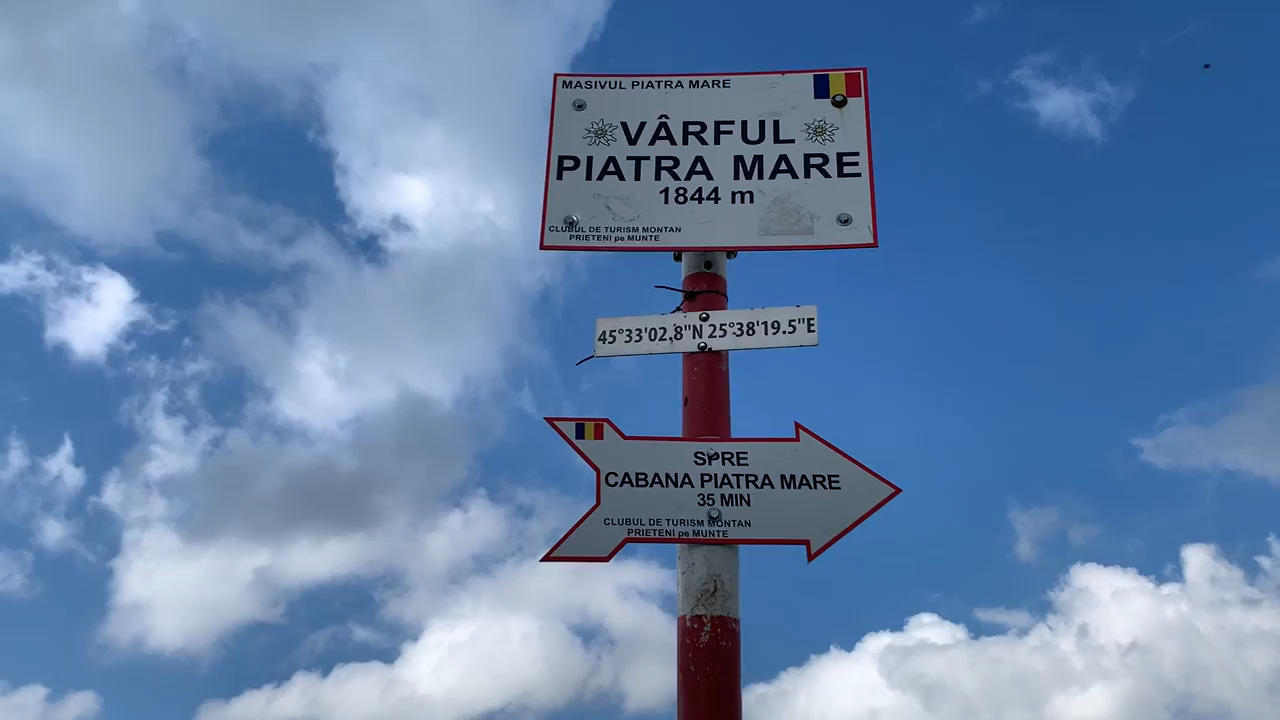 MASIVUL PIATRA MARE
VÂRFUL
PIATRA MARE
1844 m
CLUBUL DE TURISM MONTAN
PRIETENI pe MUNTE
45°33'02.8"N 25°38'19.5"E
SPRE
CABANA PIATRA MARE
35 MIN
CLUBUL DE TURISM MONTAN
PRIETENI pe MUNTE